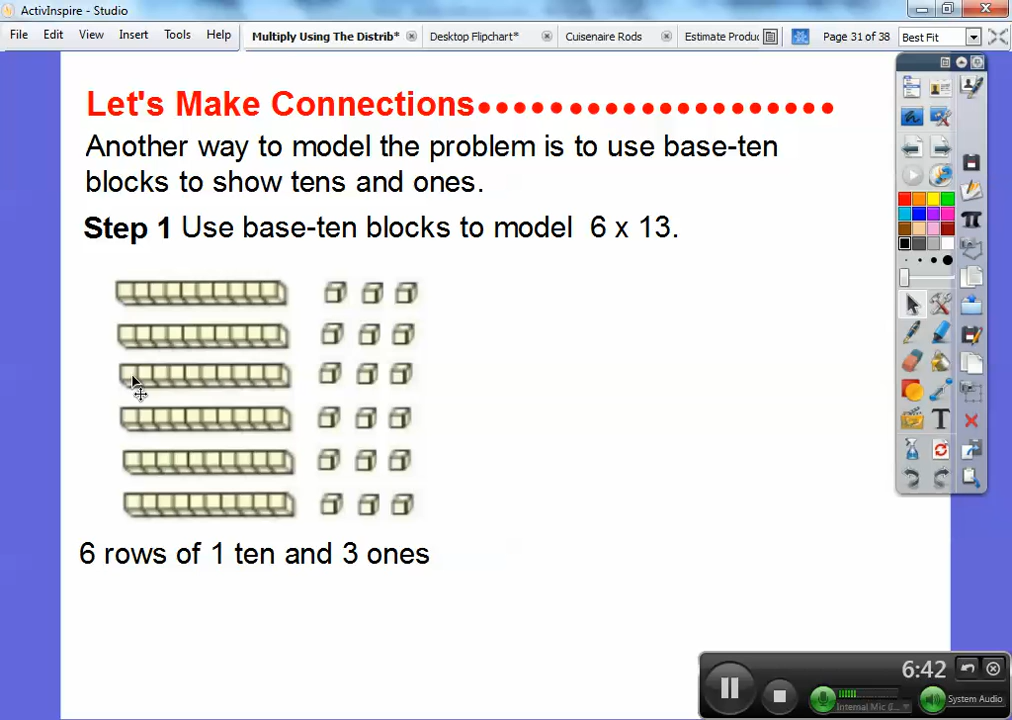 ActivInspire - Studio
File Edit View Insert Tools Help
Multiply Using The Distrib* Desktop Flipchart* Cuisenaire Rods Estimate Produc Page 31 of 38 Best Fit
Let's Make Connections
Another way to model the problem is to use base-ten
blocks to show tens and ones.
Step 1 Use base-ten blocks to model 6 x 13.
6 rows of 1 ten and 3 ones
6:42
Internal Mic (I... System Audio